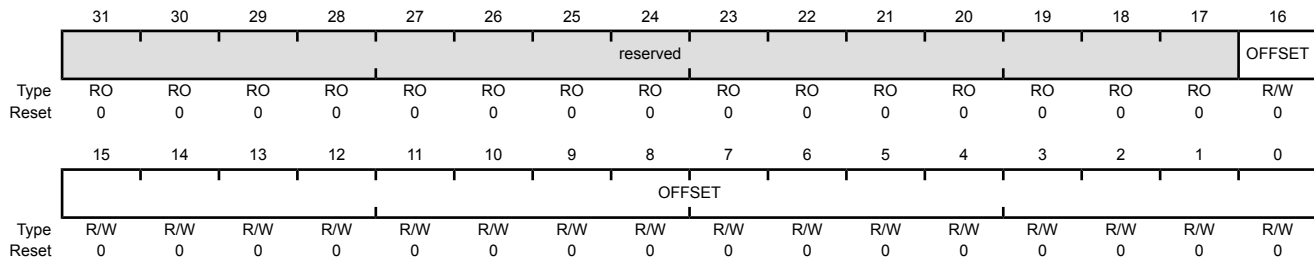 31 30 29 28 27 26 25 24 23 22 21 20 19 18 17 16
reserved OFFSET
Type RO RO RO RO RO RO RO RO RO RO RO RO RO RO RO R/W
Reset 0 0 0 0 0 0 0 0 0 0 0 0 0 0 0 0
15 14 13 12 11 10 9 8 7 6 5 4 3 2 1 0
OFFSET
Type R/W R/W R/W R/W R/W R/W R/W R/W R/W R/W R/W R/W R/W R/W R/W R/W
Reset 0 0 0 0 0 0 0 0 0 0 0 0 0 0 0 0